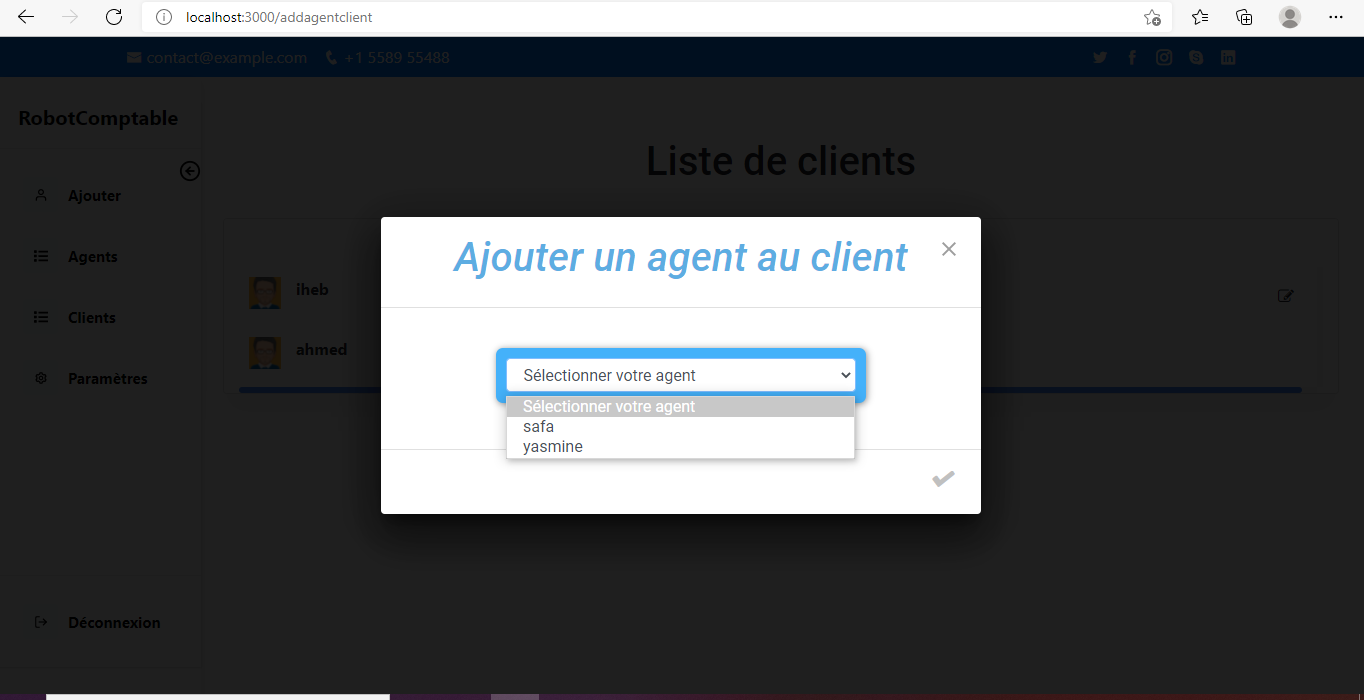 localhost:3000/addagentclient
contact@example.com +1 5589 55488
RobotComptable
Liste de clients
Ajouter
Agents
Clients
Paramètres
Déconnexion
iheb
ahmed
Ajouter un agent au client
Sélectionner votre agent
Sélectionner votre agent
safa
yasmine